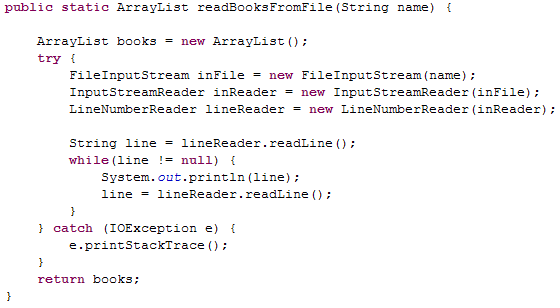 public static ArrayList readBooksFromFile(String name) {
ArrayList books = new ArrayList();
try {
FileInputStream inFile = new FileInputStream(name);
InputStreamReader inReader = new InputStreamReader(inFile);
LineNumberReader lineReader = new LineNumberReader(inReader);
String line = lineReader.readLine();
while(line != null) {
System.out.println(line);
line = lineReader.readLine();
}
} catch (IOException e) {
e.printStackTrace();
}
return books;
}